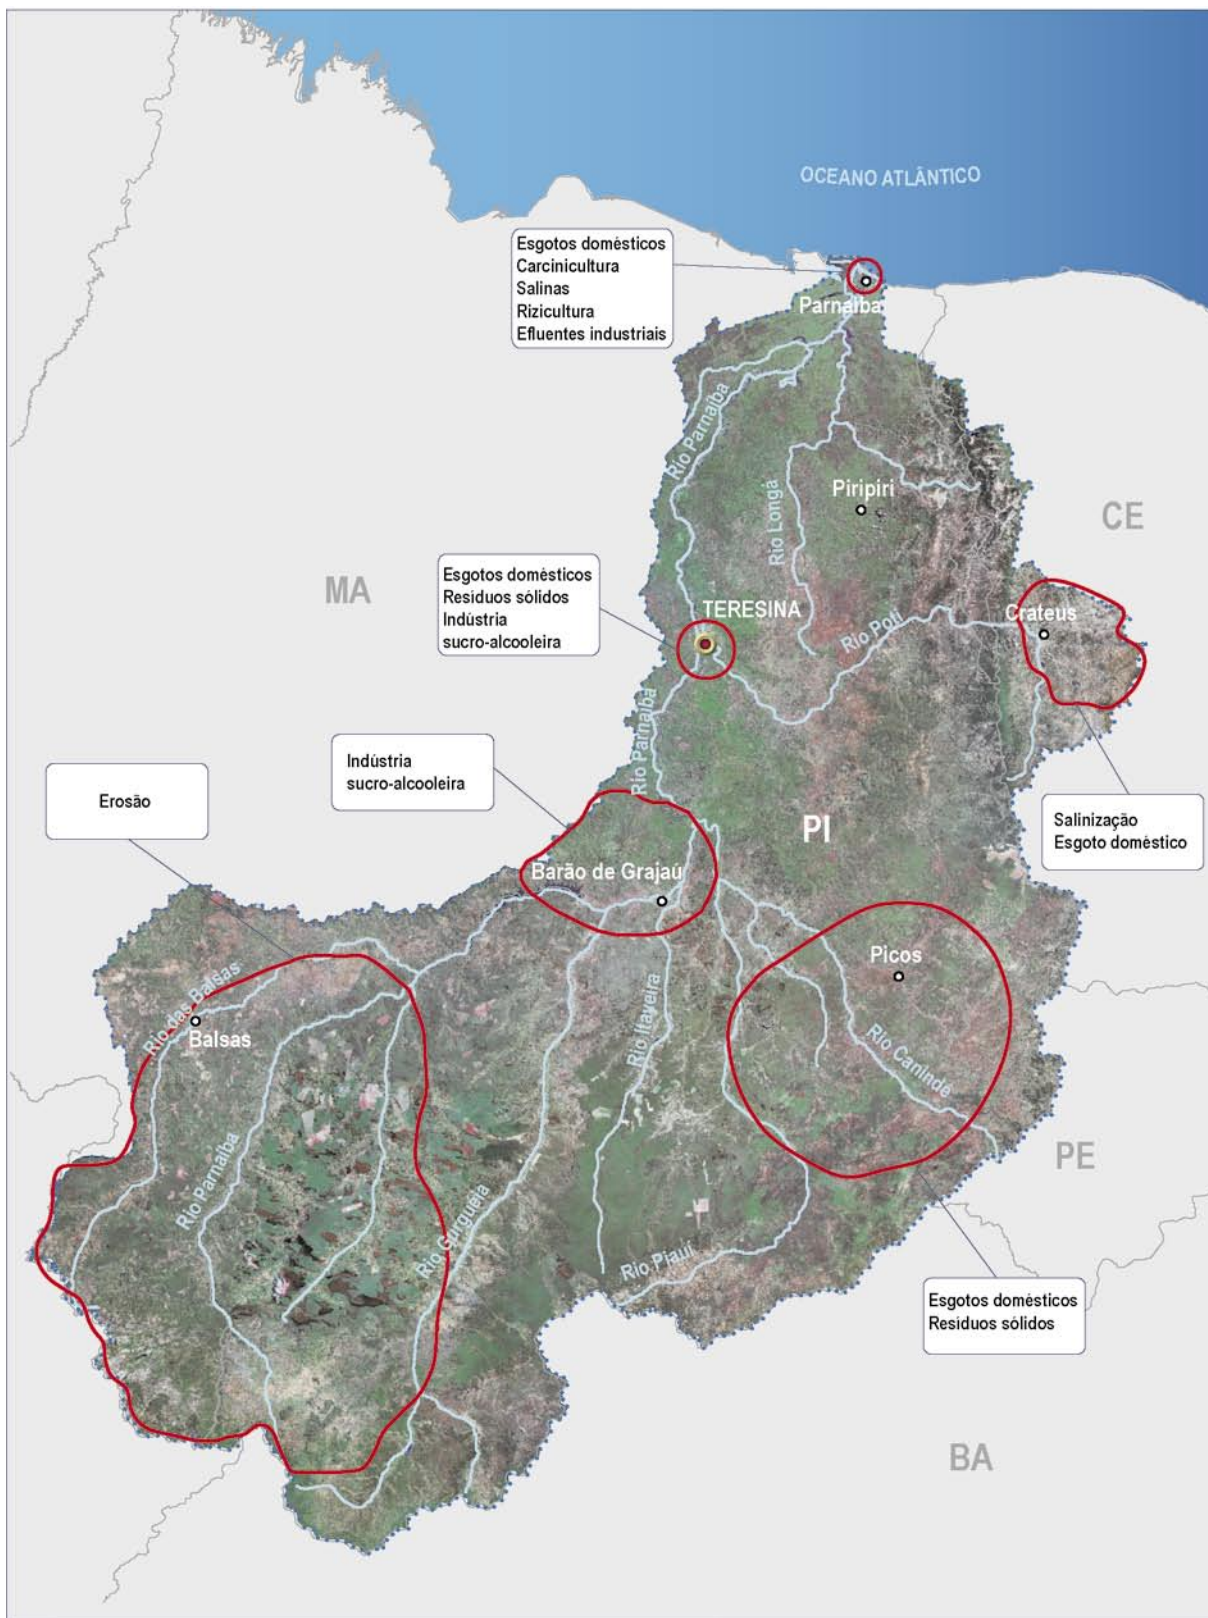 OCEANO ATLÂNTICO
Esgotos domésticos
Carcinicultura
Salinas
Rizicultura
Efluentes industriais
Parnaíba
Rio Parnaíba
Piripiri
Rio Longá
CE
MA
Esgotos domésticos
Resíduos sólidos
Indústria
sucro-alcooleira
TERESINA
Crateus
Rio Poti
Rio Parnaíba
Indústria
sucro-alcooleira
Erosão
PI
Salinização
Esgoto doméstico
Barão de Grajaú
Picos
Rio das Balsas
Balsas
Rio Itaveira
Rio Canindé
Rio Parnaíba
PE
Rio Gurguéia
Rio Piauí
Esgotos domésticos
Resíduos sólidos
BA